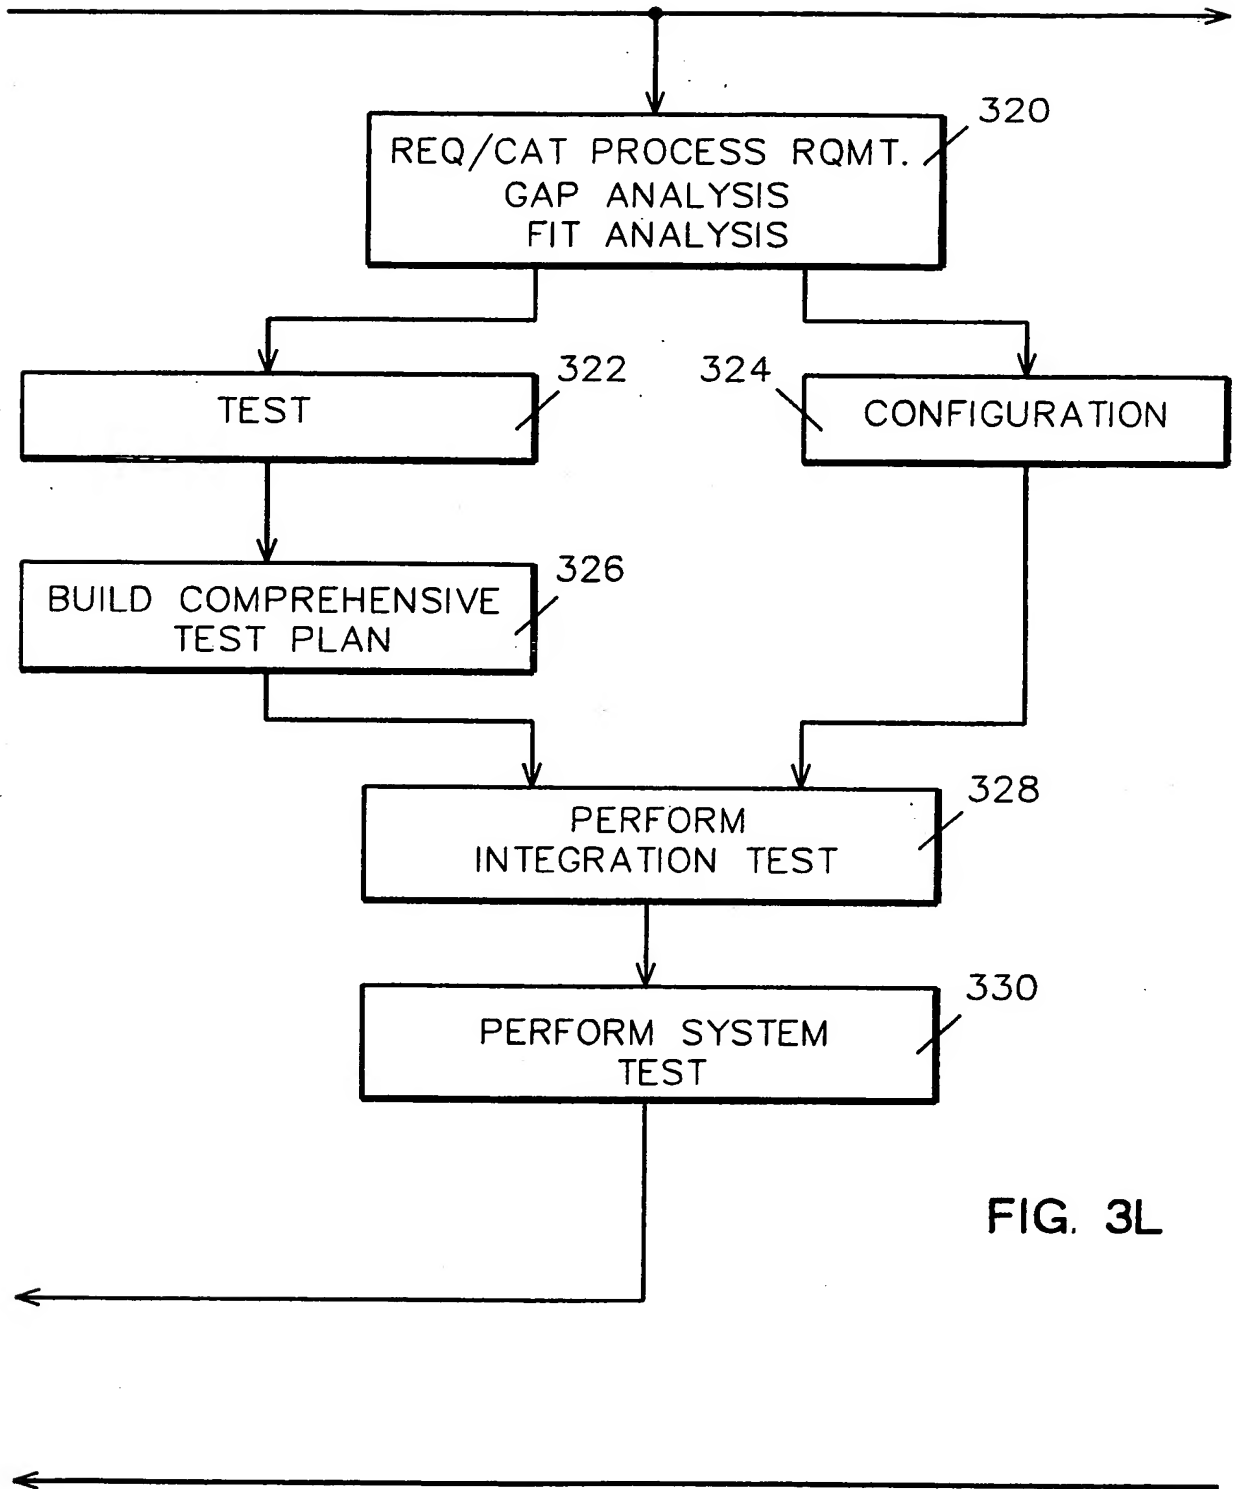 320
REQ/CAT PROCESS RQMT.
GAP ANALYSIS
FIT ANALYSIS
322
TEST
324
CONFIGURATION
326
BUILD COMPREHENSIVE
TEST PLAN
328
PERFORM
INTEGRATION TEST
330
PERFORM SYSTEM
TEST
FIG. 3L